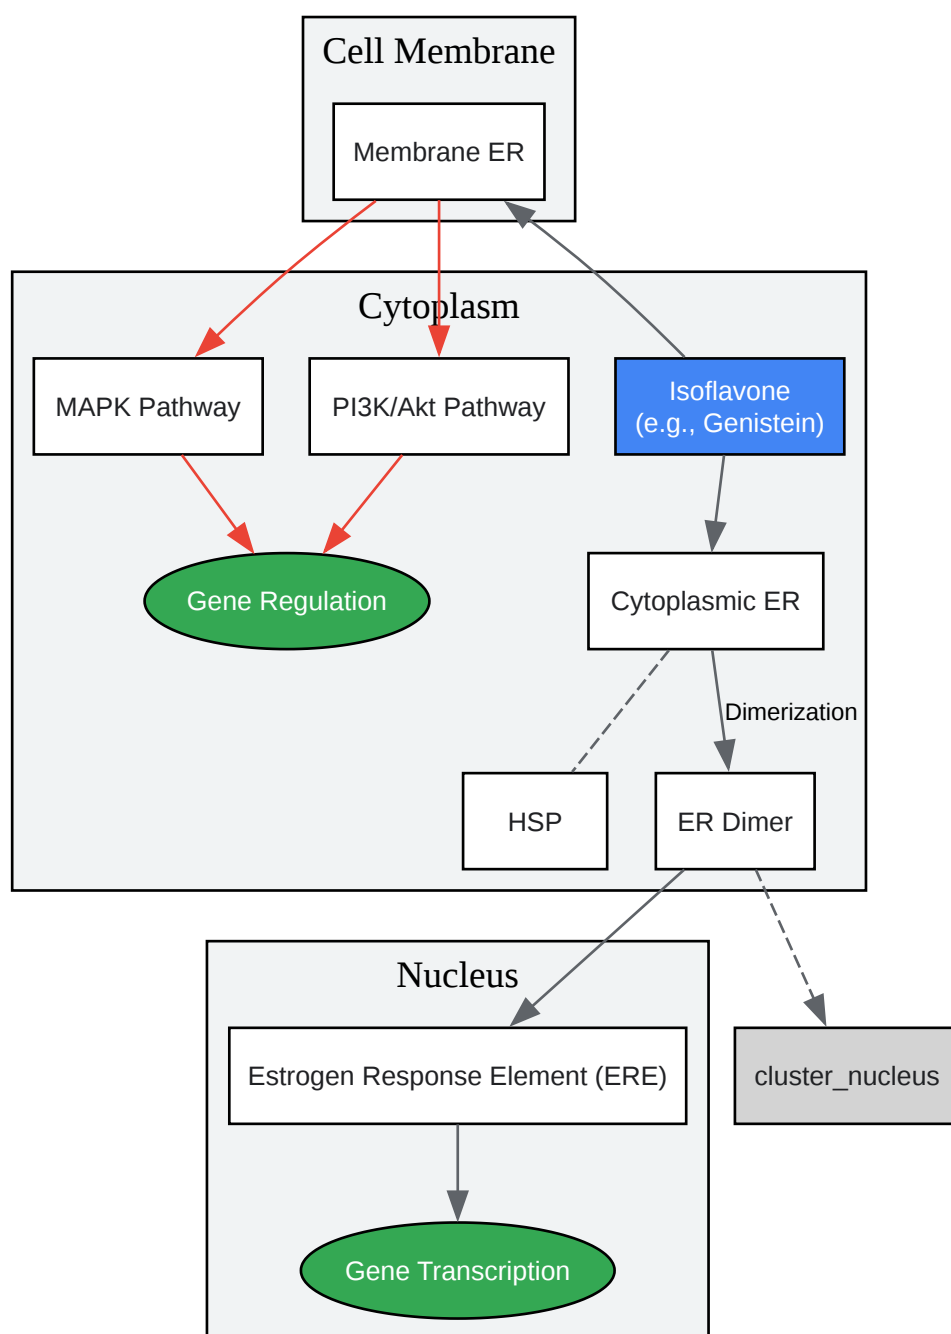 Cell Membrane
Membrane ER
Cytoplasm
MAPK Pathway
PI3K/Akt Pathway
Isoflavone
(e.g., Genistein)
Gene Regulation
Cytoplasmic ER
Dimerization
HSP
ER Dimer
Nucleus
Estrogen Response Element (ERE)
cluster_nucleus
Gene Transcription